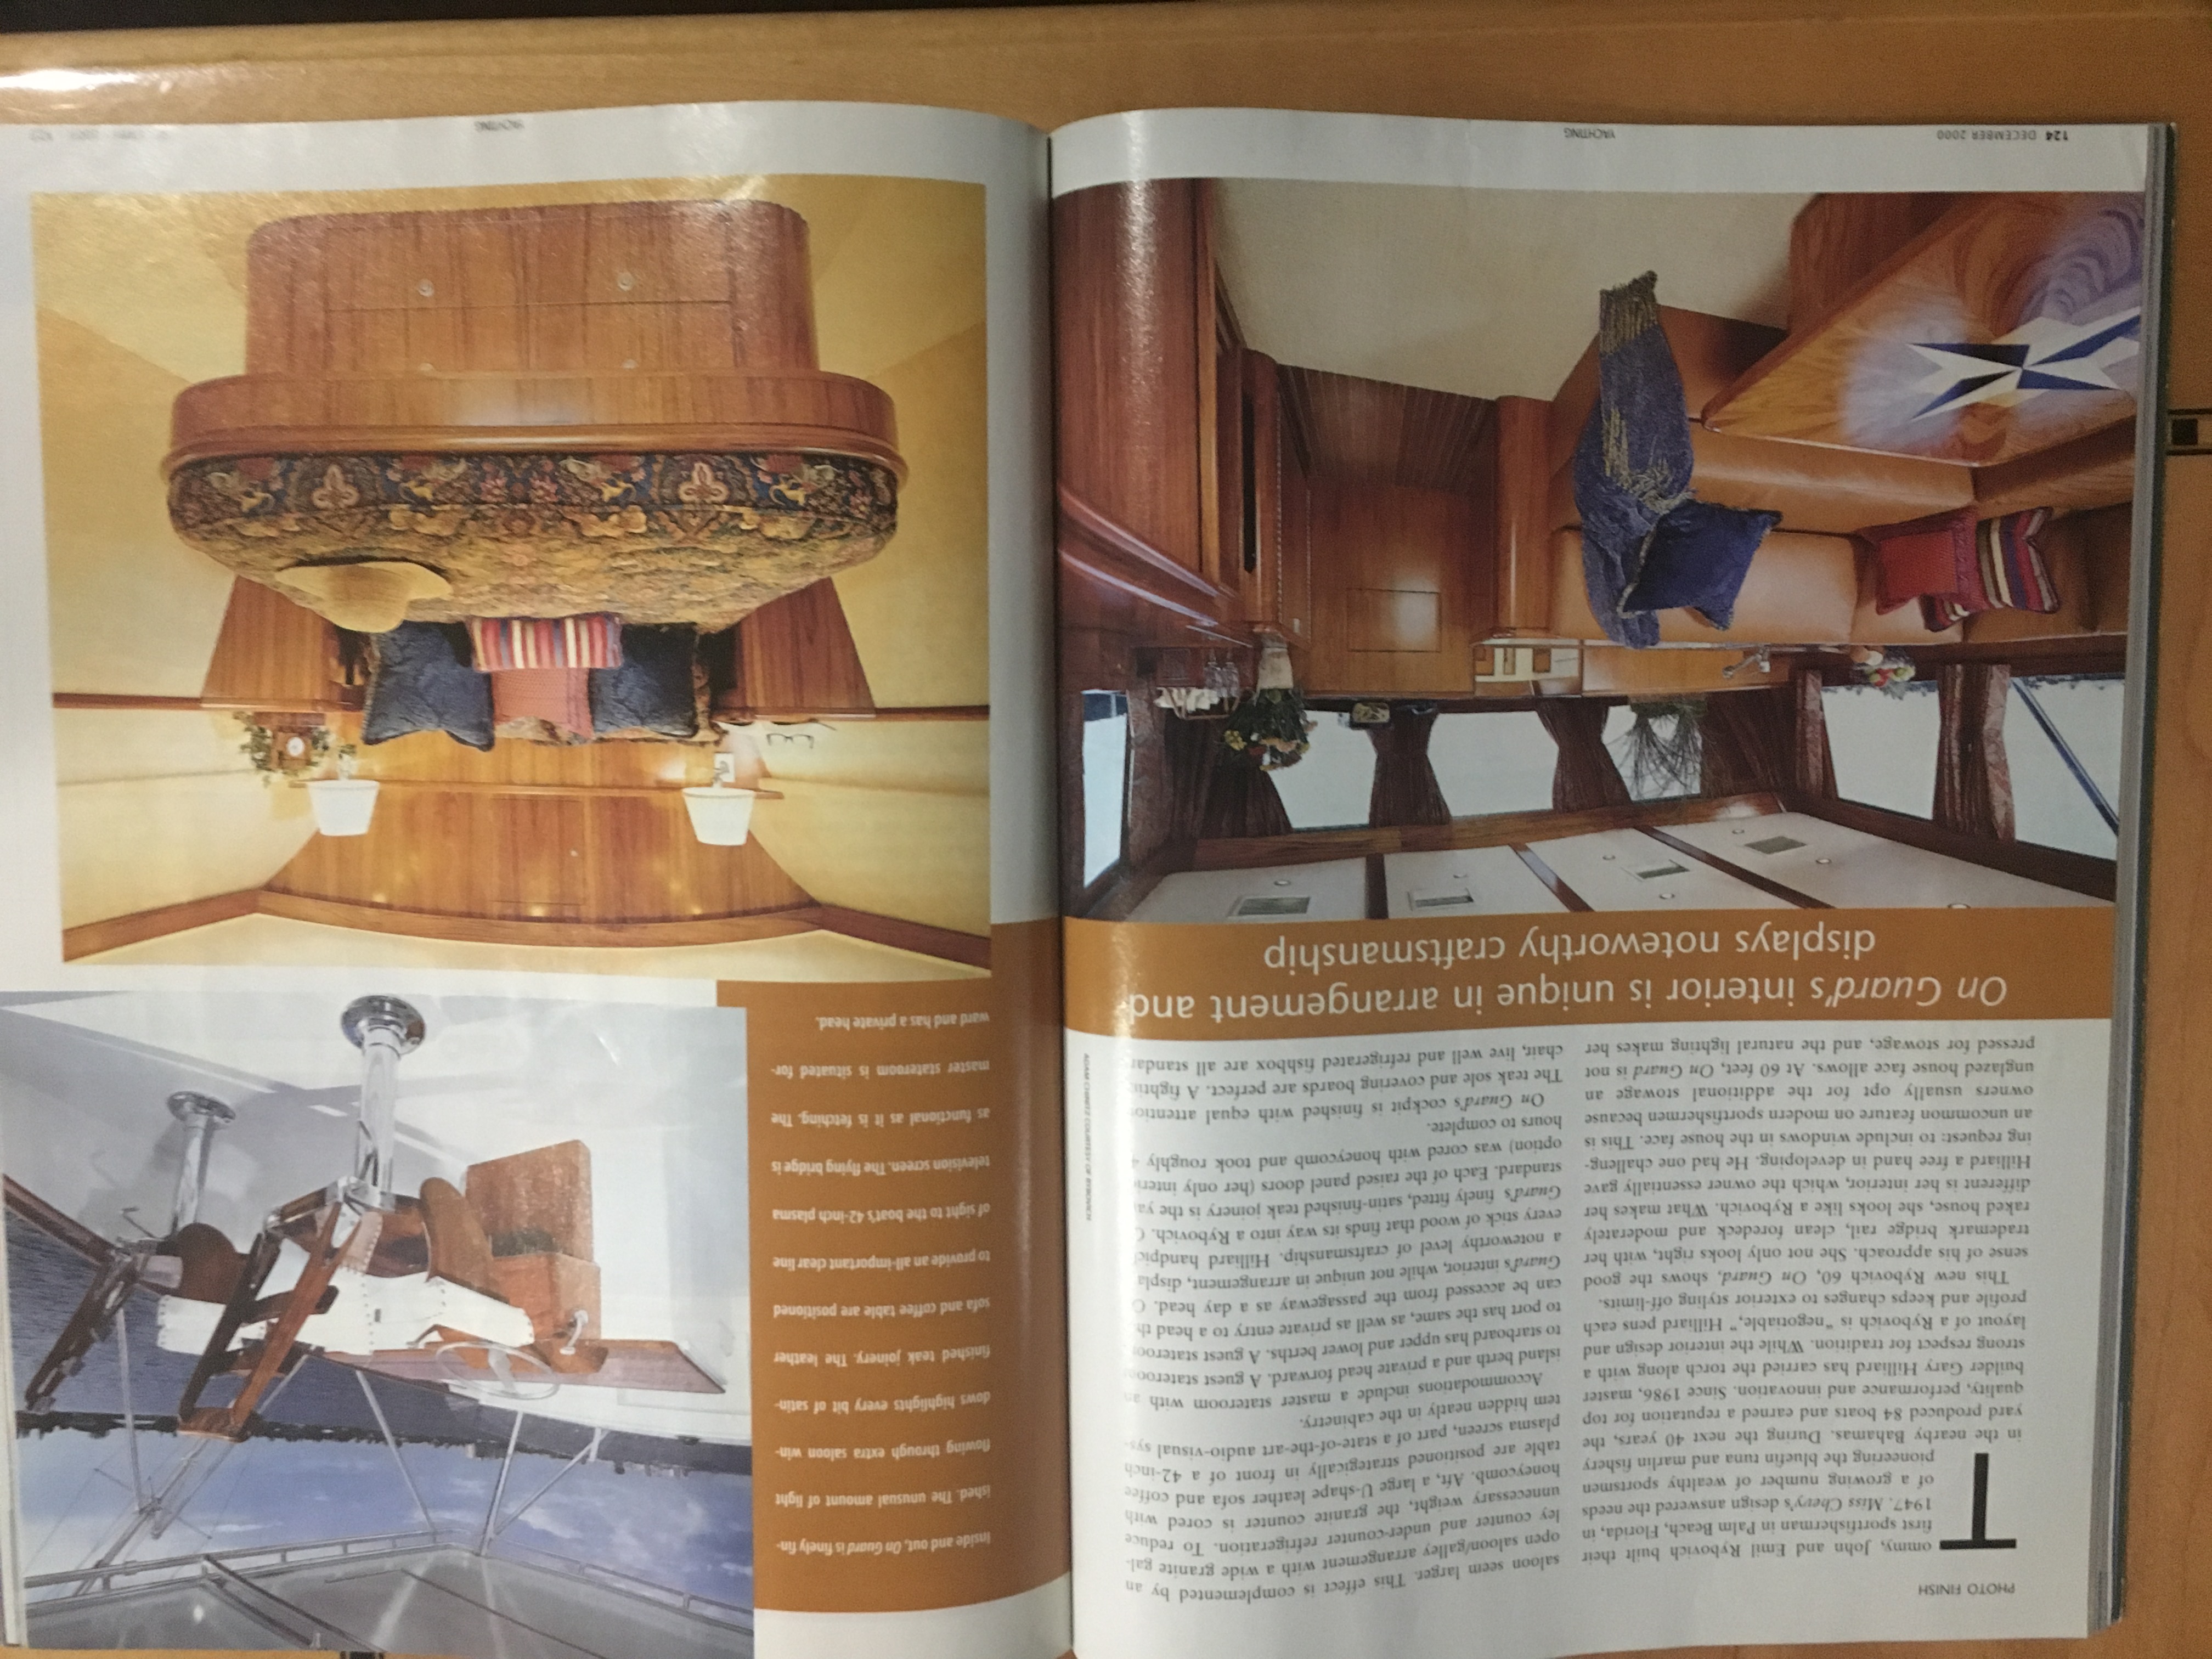 PHOTO FINISH
Tommy, John and Emil Rybovich built their
first sportfisherman in Palm Beach, Florida, in
1947. Miss Chevy's design answered the needs
of a growing number of wealthy sportsmen
pioneering the bluefin tuna and marlin fishery
in the nearby Bahamas. During the next 40 years, the
yard produced 84 boats and earned a reputation for top
quality, performance and innovation. Since 1986, master
builder Gary Hilliard has carried the torch along with a
strong respect for tradition. While the interior design and
layout of a Rybovich is "negotiable," Hilliard pens each
profile and keeps changes to exterior styling off-limits.
This new Rybovich 60, On Guard, shows the good
sense of his approach. She not only looks right, with her
trademark bridge rail, clean foredeck and moderately
raked house, she looks like a Rybovich. What makes her
different is her interior, which the owner essentially gave
Hilliard a free hand in developing. He had one challeng-
ing request: to include windows in the house face. This is
an uncommon feature on modern sportfishermen because
owners usually opt for the additional stowage an
unglazed house face allows. At 60 feet, On Guard is not
pressed for stowage, and the natural lighting makes her
saloon seem larger. This effect is complemented by an
open saloon/galley arrangement with a wide granite gal-
ley counter and under-counter refrigeration. To reduce
unnecessary weight, the granite counter is cored with
honeycomb. Aft, a large U-shape leather sofa and coffee
table are positioned strategically in front of a 42-inch
plasma screen, part of a state-of-the-art audio-visual sys-
tem hidden neatly in the cabinetry.
Accommodations include a master stateroom with a
island berth and a private head forward. A guest stateroo
to starboard has upper and lower berths. A guest stateroo
to port has the same, as well as private entry to a head th
can be accessed from the passageway as a day head. O
Guard's interior, while not unique in arrangement, displa
a noteworthy level of craftsmanship. Hilliard handpic
every stick of wood that finds its way into a Rybovich. O
Guard's finely fitted, satin-finished teak joinery is the ya
standard. Each of the raised panel doors (her only interi
option) was cored with honeycomb and took roughly 4
hours to complete.
On Guard's cockpit is finished with equal attentio
The teak sole and covering boards are perfect. A fightin
chair, live well and refrigerated fishbox are all standar
ADAM CHINITZ COURTESY OF RYBOVICH
On Guard's interior is unique in arrangement and
displays noteworthy craftsmanship
124 DECEMBER 2000
YACHTING
Inside and out, On Guard is finely fin-
ished. The unusual amount of light
flowing through extra saloon win-
dows highlights every bit of satin-
finished teak joinery. The leather
sofa and coffee table are positioned
to provide an all-important clear line
of sight to the boat's 42-inch plasma
television screen. The flying bridge is
as functional as it is fetching. The
master stateroom is situated for-
ward and has a private head.
YACHTING